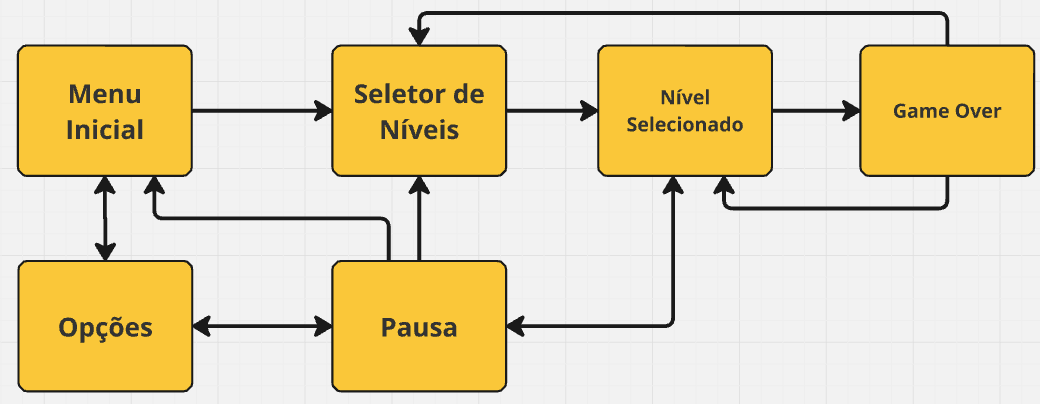 Menu
Inicial
Seletor de
Níveis
Nível
Selecionado
Game Over
Opções
Pausa